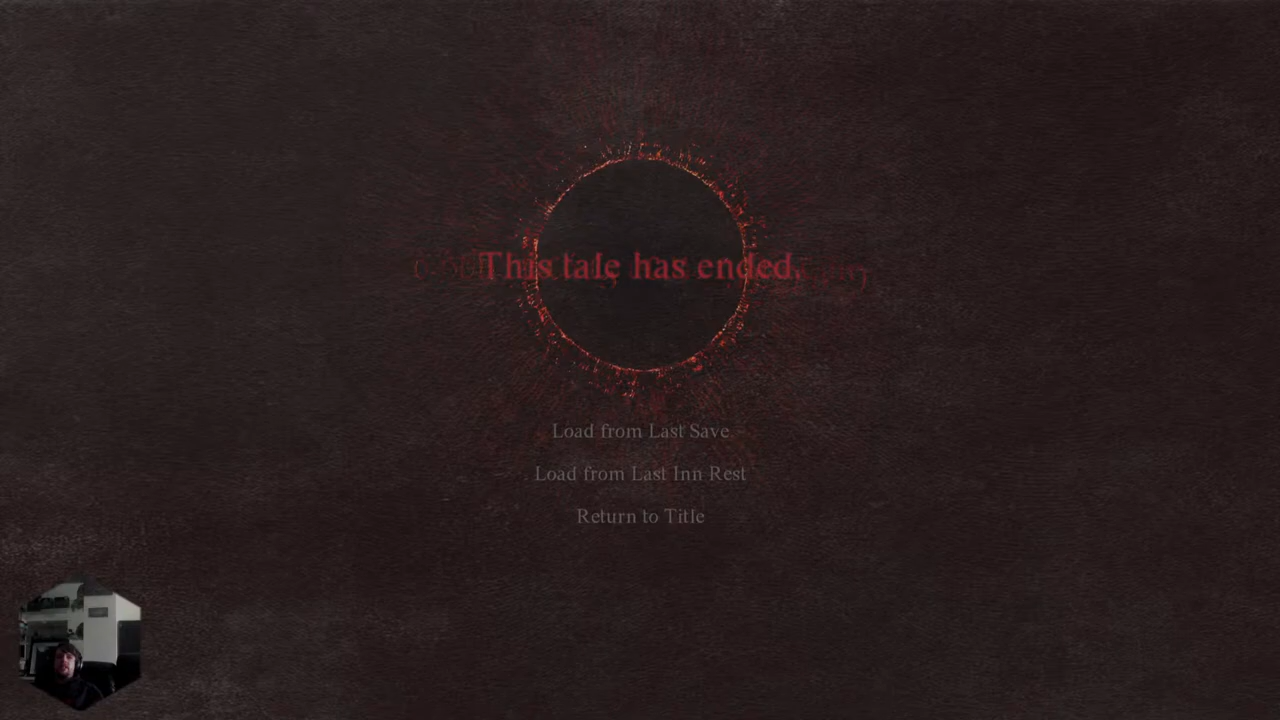 This tale has ended.
Load from Last Save
Load from Last Inn Rest
Return to Title